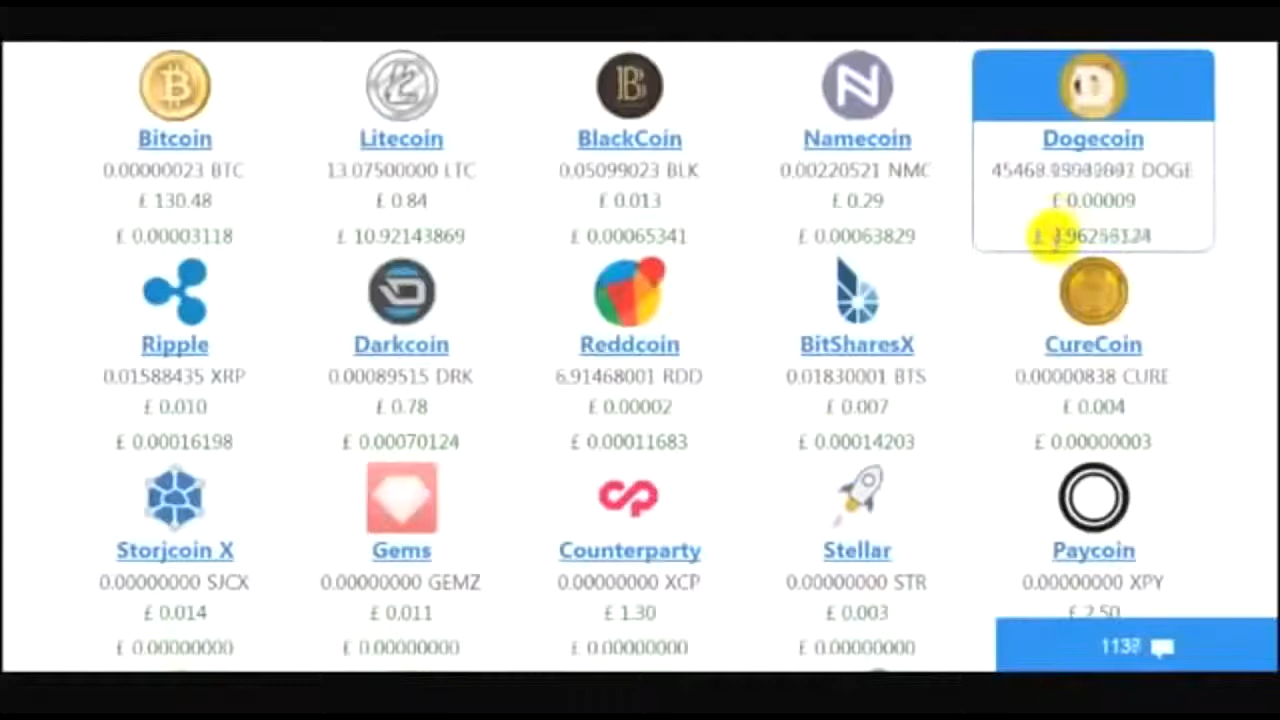 Bitcoin Litecoin BlackCoin Namecoin Dogecoin
0.00000023 BTC 13.07500000 LTC 0.05099023 BLK 0.00220521 NMC DOGE
£ 130.48 £ 0.84 £ 0.013 £ 0.29 £ 0.00009
£ 0.00003118 £ 10.92143869 £ 0.00065341 £ 0.00063829 £
Ripple Darkcoin Reddcoin BitSharesX CureCoin
0.01588435 XRP 0.00089515 DRK 6.91468001 RDD 0.01830001 BTS 0.00000838 CURE
£ 0.010 £ 0.78 £ 0.00002 £ 0.007 £ 0.004
£ 0.00016198 £ 0.00070124 £ 0.00011683 £ 0.00014203 £ 0.00000003
Storjcoin X Gems Counterparty Stellar Paycoin
0.00000000 SJCX 0.00000000 GEMZ 0.00000000 XCP 0.00000000 STR 0.00000000 XPY
£ 0.014 £ 0.011 £ 1.30 £ 0.003 £ 2.50
£ 0.00000000 £ 0.00000000 £ 0.00000000 £ 0.00000000